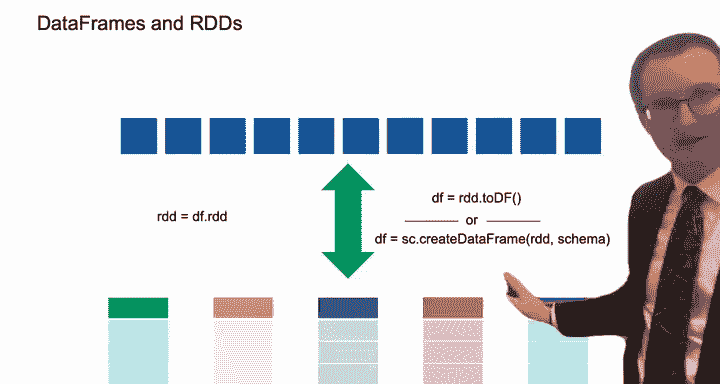 DataFrames and RDDs
rdd = df.rdd
df = rdd.toDF()
or
df = sc.createDataFrame(rdd, schema)